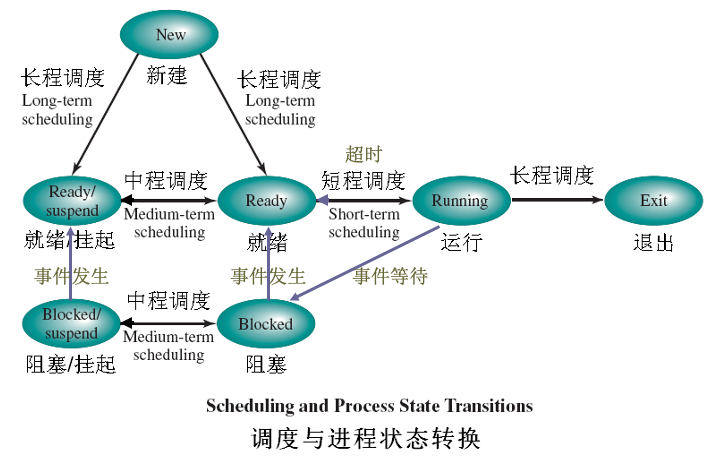 New
新建
长程调度
Long-term
scheduling
长程调度
Long-term
scheduling
超时
长程调度
Ready/
suspend
就绪/挂起
中程调度
Medium-term
scheduling
Ready
就绪
短程调度
Short-term
scheduling
Running
运行
Exit
退出
事件发生
事件发生
事件等待
Blocked/
suspend
阻塞/挂起
中程调度
Medium-term
scheduling
Blocked
阻塞
Scheduling and Process State Transitions
调度与进程状态转换